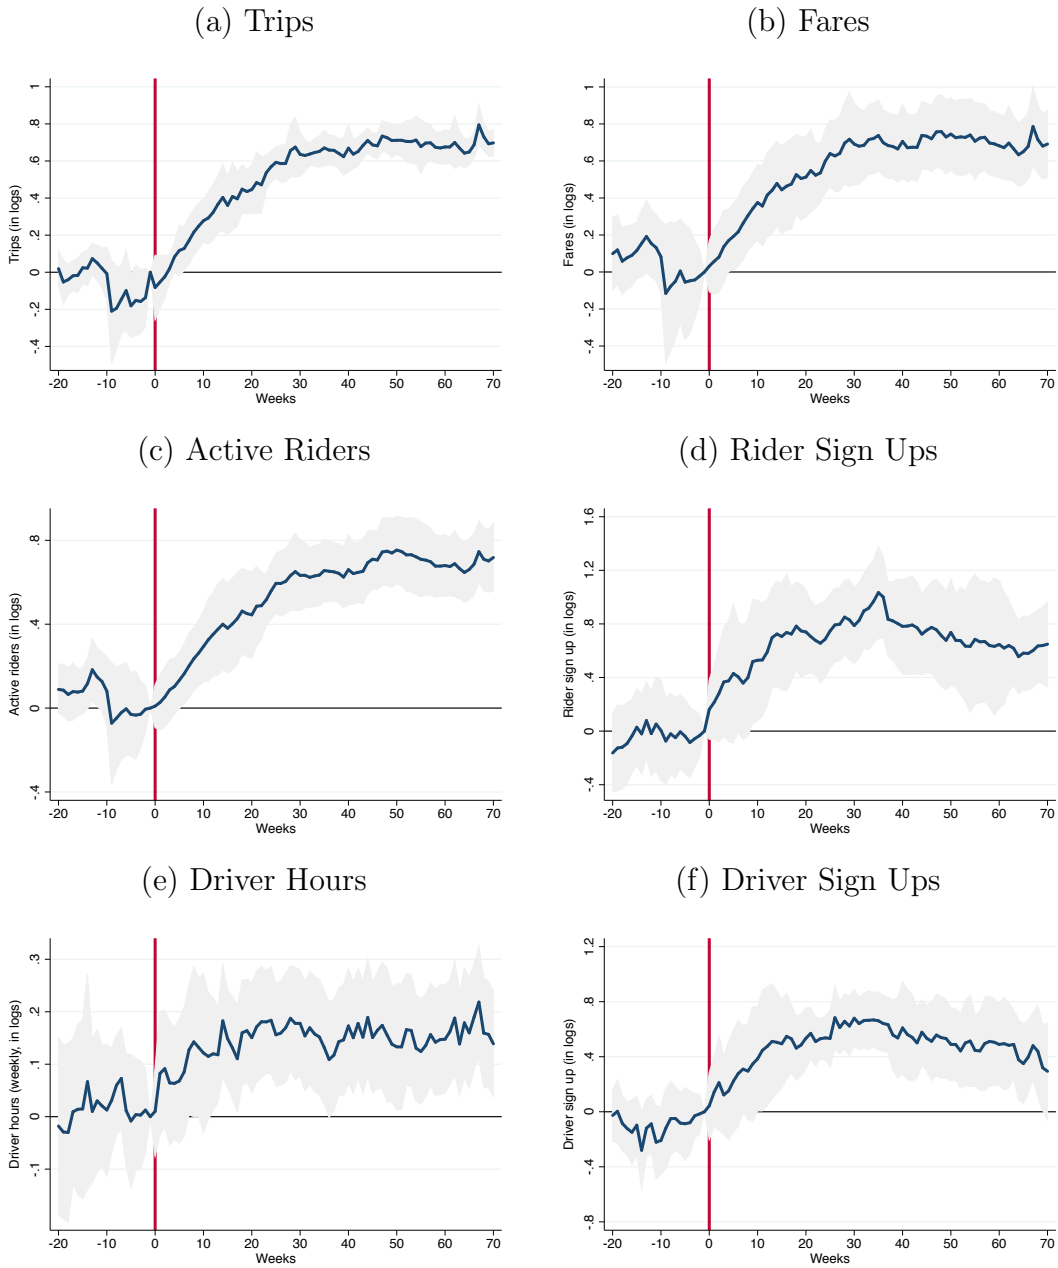 (a) Trips
(b) Fares
Trips (in logs)
1
.8
.6
.4
.2
0
-.2
-.4
-20 -10 0 10 20 30 40 50 60 70
Weeks
Fares (in logs)
1
.8
.6
.4
.2
0
-.2
-.4
-20 -10 0 10 20 30 40 50 60 70
Weeks
(c) Active Riders
(d) Rider Sign Ups
Active riders (in logs)
.8
.4
0
-.4
-20 -10 0 10 20 30 40 50 60 70
Weeks
Rider sign up (in logs)
1.6
1.2
.8
.4
0
-.4
-20 -10 0 10 20 30 40 50 60 70
Weeks
(e) Driver Hours
(f) Driver Sign Ups
Driver hours (weekly, in logs)
.3
.2
.1
0
-.1
-20 -10 0 10 20 30 40 50 60 70
Weeks
Driver sign up (in logs)
1.2
.8
.4
0
-.4
-.8
-20 -10 0 10 20 30 40 50 60 70
Weeks